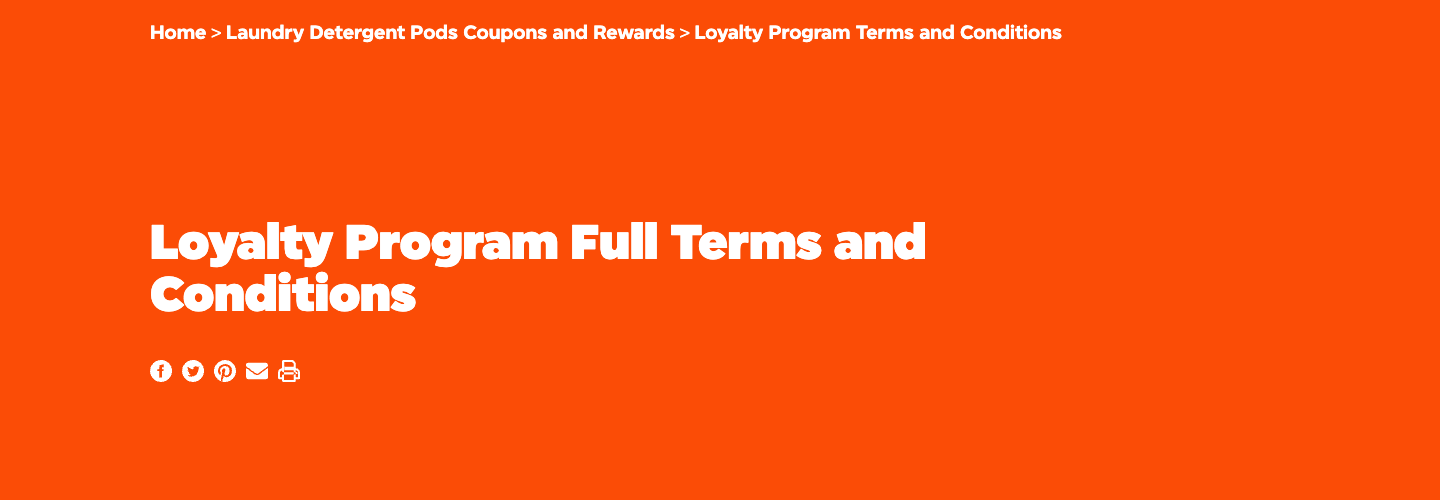 Home > Laundry Detergent Pods Coupons and Rewards > Loyalty Program Terms and Conditions
Loyalty Program Full Terms and
Conditions